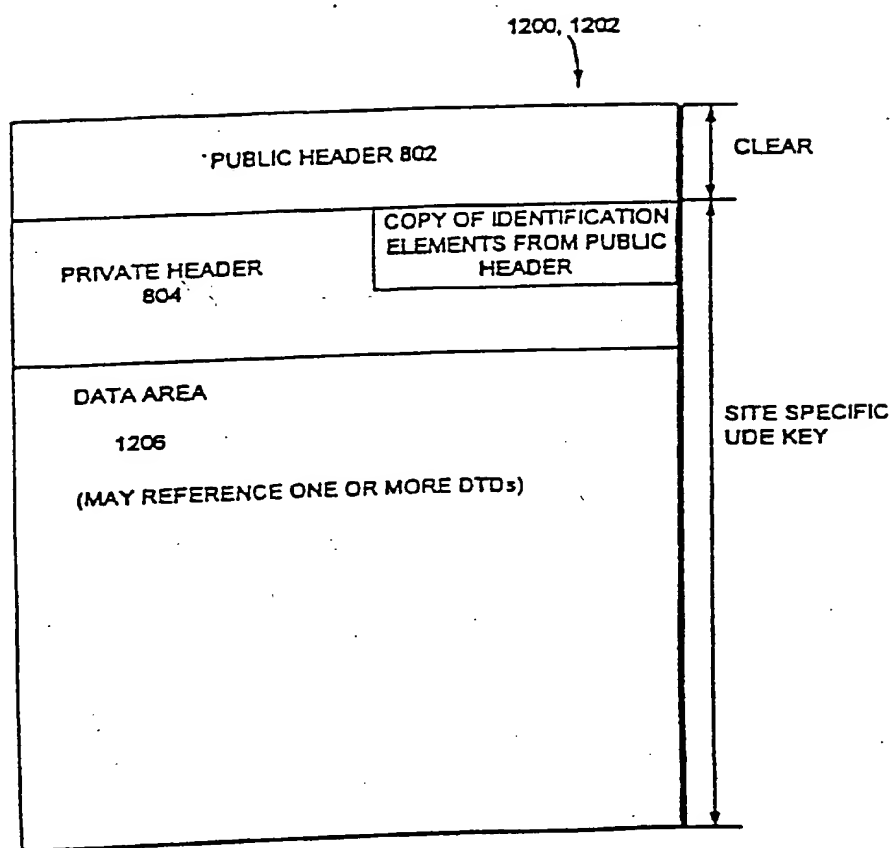 1200, 1202
PUBLIC HEADER 802
CLEAR
COPY OF IDENTIFICATION
ELEMENTS FROM PUBLIC
HEADER
PRIVATE HEADER
804
DATA AREA
1206
(MAY REFERENCE ONE OR MORE DTDs)
SITE SPECIFIC
UDE KEY